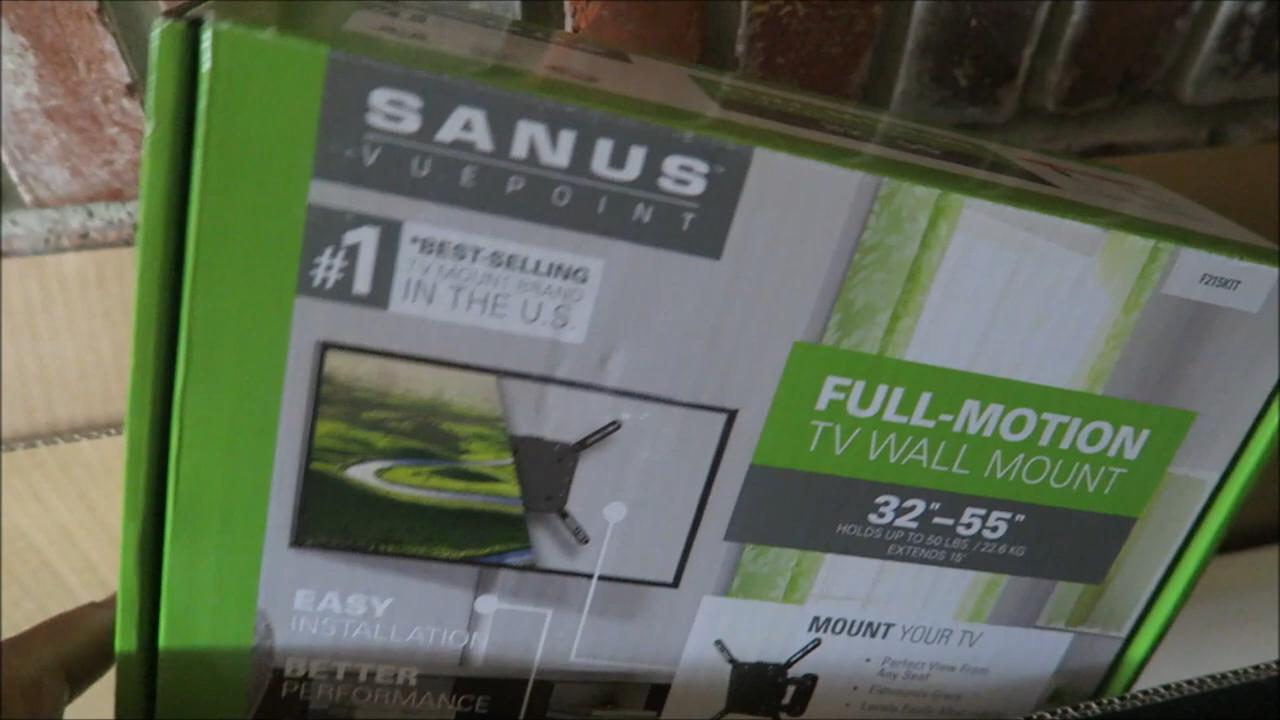 SANUS
VUEPOINT
#1
*BEST-SELLING
TV MOUNT BRAND
IN THE U.S.
F215KIT
FULL-MOTION
TV WALL MOUNT
32"-55"
HOLDS UP TO 50 LBS. / 22.6 KG
EXTENDS 15"
EASY
INSTALLATION
BETTER
PERFORMANCE
MOUNT YOUR TV
• Perfect View From
Any Seat